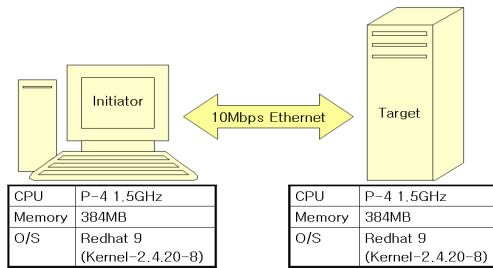 Initiator
10Mbps Ethernet
Target
CPU P-4 1.5GHz
Memory 384MB
O/S Redhat 9
(Kernel-2.4.20-8)
CPU P-4 1.5GHz
Memory 384MB
O/S Redhat 9
(Kernel-2.4.20-8)